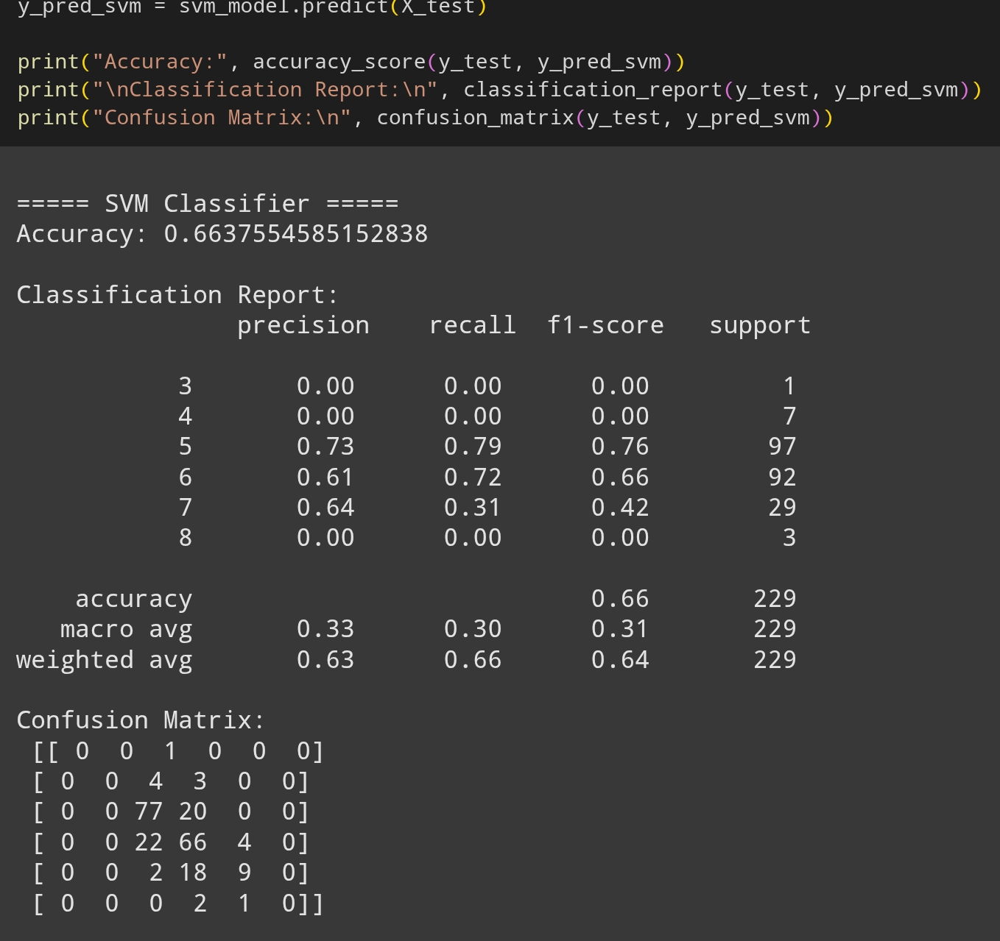 y_pred_svm = svm_model.predict(X_test)
print("Accuracy:", accuracy_score(y_test, y_pred_svm))
print("\nClassification Report:\n", classification_report(y_test, y_pred_svm))
print("Confusion Matrix:\n", confusion_matrix(y_test, y_pred_svm))
===== SVM Classifier =====
Accuracy: 0.6637554585152838
Classification Report:
precision    recall  f1-score   support
3       0.00      0.00      0.00         1
4       0.00      0.00      0.00         7
5       0.73      0.79      0.76        97
6       0.61      0.72      0.66        92
7       0.64      0.31      0.42        29
8       0.00      0.00      0.00         3
accuracy                           0.66       229
macro avg       0.33      0.30      0.31       229
weighted avg       0.63      0.66      0.64       229
Confusion Matrix:
[[ 0  0  1  0  0  0]
[ 0  0  4  3  0  0]
[ 0  0 77 20  0  0]
[ 0  0 22 66  4  0]
[ 0  0  2 18  9  0]
[ 0  0  0  2  1  0]]